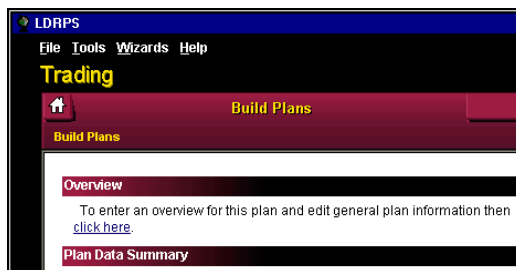 LDRPS
File Tools Wizards Help
Trading
Build Plans
Build Plans
Overview
To enter an overview for this plan and edit general plan information then
click here.
Plan Data Summary